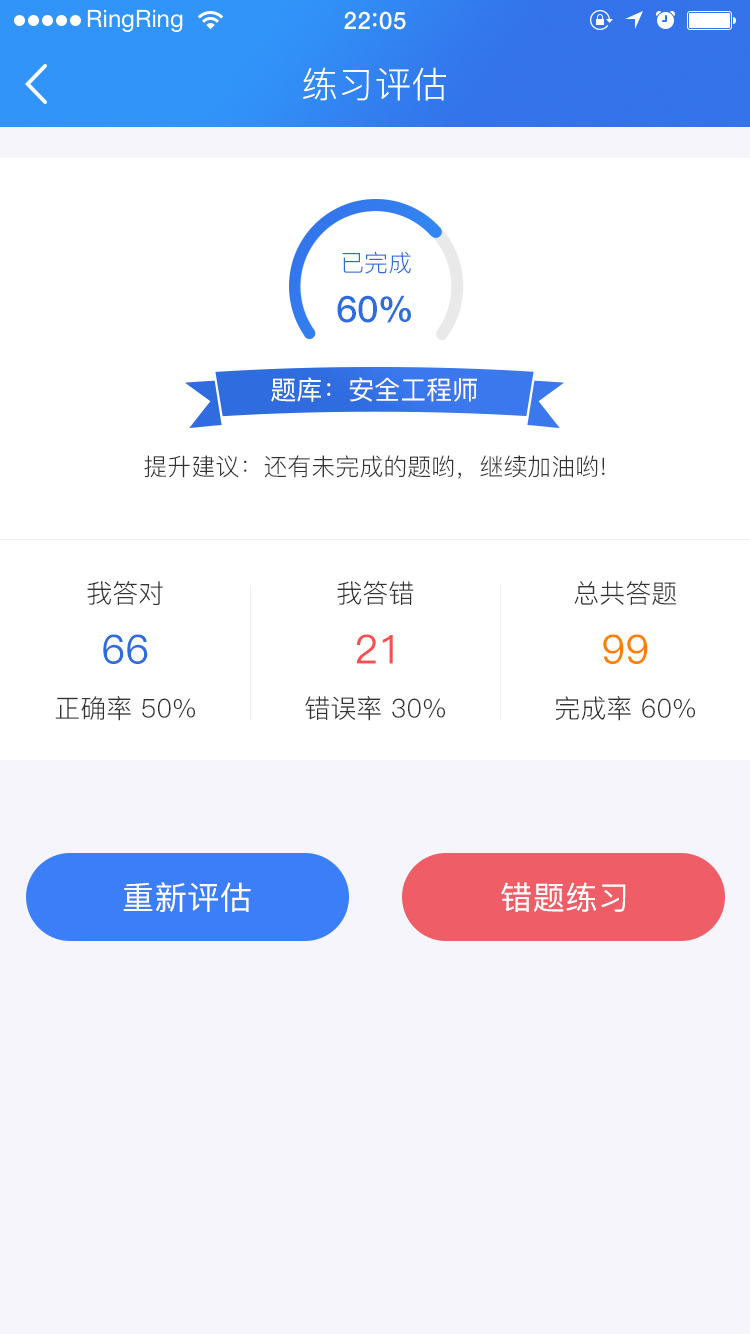 RingRing 22:05
练习评估
已完成
60%
题库：安全工程师
提升建议：还有未完成的题哟，继续加油哟!
我答对 我答错 总共答题
66 21 99
正确率 50% 错误率 30% 完成率 60%
重新评估 错题练习